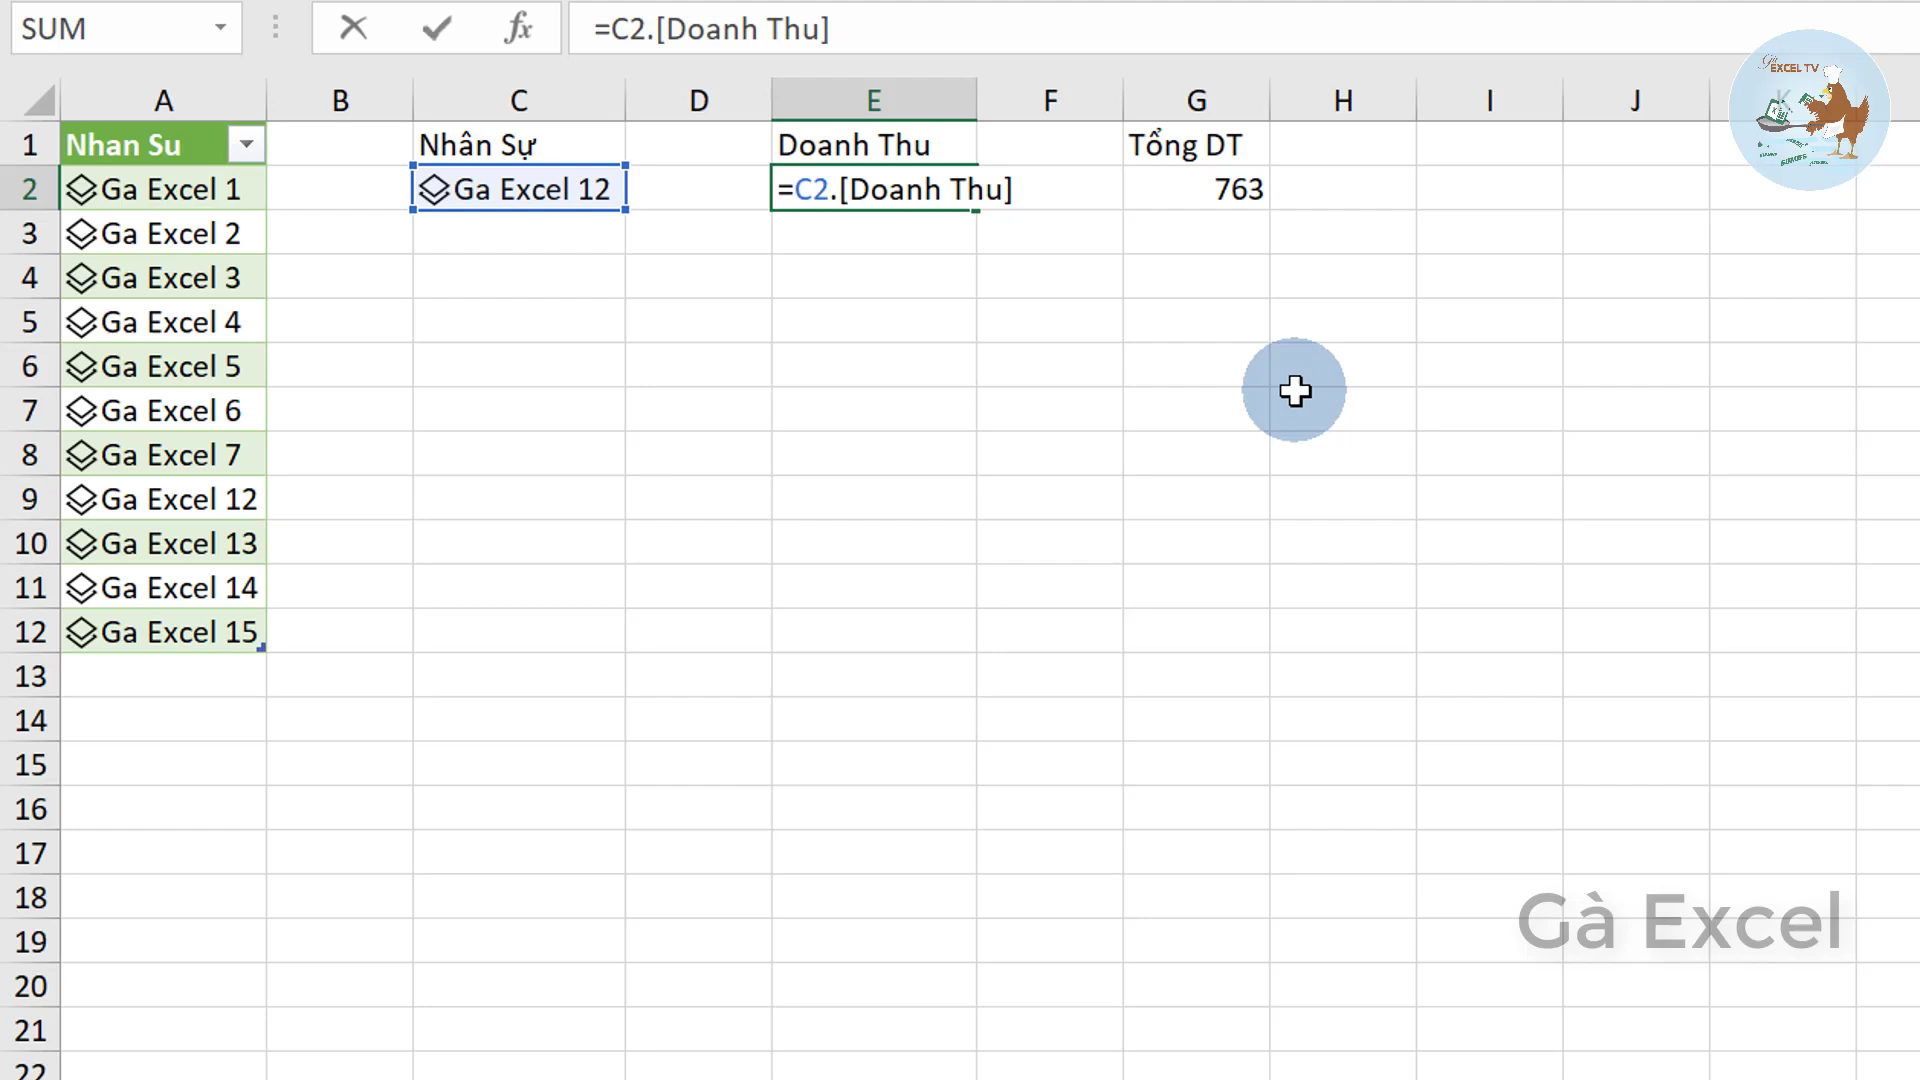 SUM fx =C2.[Doanh Thu]
Gà EXCEL TV
A B C D E F G H I J K
1 Nhan Su Nhân Sự Doanh Thu Tổng DT
2 Ga Excel 1 Ga Excel 12 =C2.[Doanh Thu] 763
3 Ga Excel 2
4 Ga Excel 3
5 Ga Excel 4
6 Ga Excel 5
7 Ga Excel 6
8 Ga Excel 7
9 Ga Excel 12
10 Ga Excel 13
11 Ga Excel 14
12 Ga Excel 15
13
14
15
16
17
18
19
20
21
22
Gà Excel